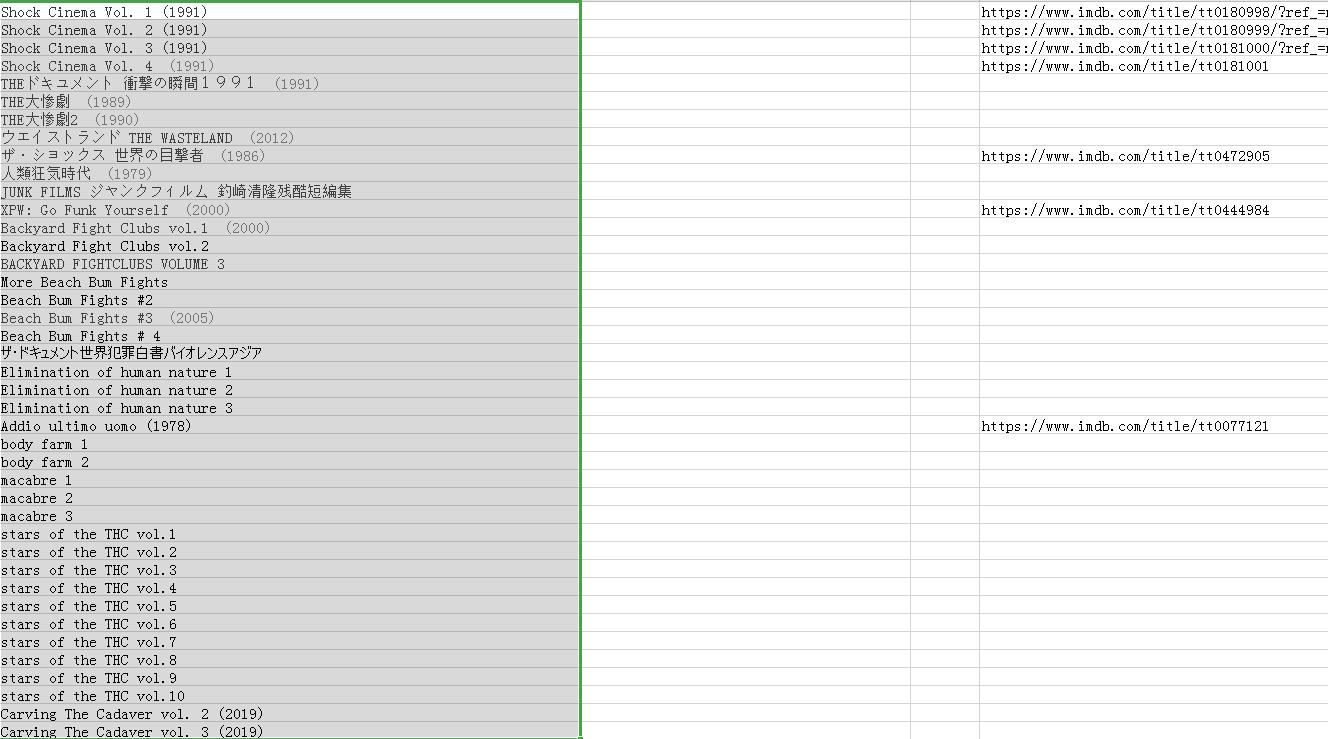 Shock Cinema Vol. 1 (1991) https://www.imdb.com/title/tt0180998/?ref_=
Shock Cinema Vol. 2 (1991) https://www.imdb.com/title/tt0180999/?ref_=
Shock Cinema Vol. 3 (1991) https://www.imdb.com/title/tt0181000/?ref_=
Shock Cinema Vol. 4 (1991) https://www.imdb.com/title/tt0181001
THEドキュメント 衝撃の瞬間１９９１ (1991)
THE大惨劇 (1989)
THE大惨劇2 (1990)
ウエイストランド THE WASTELAND (2012)
ザ・ショックス 世界の目撃者 (1986) https://www.imdb.com/title/tt0472905
人類狂気時代 (1979)
JUNK FILMS ジャンクフィルム 釣崎清隆残酷短編集
XPW: Go Funk Yourself (2000) https://www.imdb.com/title/tt0444984
Backyard Fight Clubs vol.1 (2000)
Backyard Fight Clubs vol.2
BACKYARD FIGHTCLUBS VOLUME 3
More Beach Bum Fights
Beach Bum Fights #2
Beach Bum Fights #3 (2005)
Beach Bum Fights # 4
ザ・ドキュメント世界犯罪白書バイオレンスアジア
Elimination of human nature 1
Elimination of human nature 2
Elimination of human nature 3
Addio ultimo uomo (1978) https://www.imdb.com/title/tt0077121
body farm 1
body farm 2
macabre 1
macabre 2
macabre 3
stars of the THC vol.1
stars of the THC vol.2
stars of the THC vol.3
stars of the THC vol.4
stars of the THC vol.5
stars of the THC vol.6
stars of the THC vol.7
stars of the THC vol.8
stars of the THC vol.9
stars of the THC vol.10
Carving The Cadaver vol. 2 (2019)
Carving The Cadaver vol. 3 (2019)